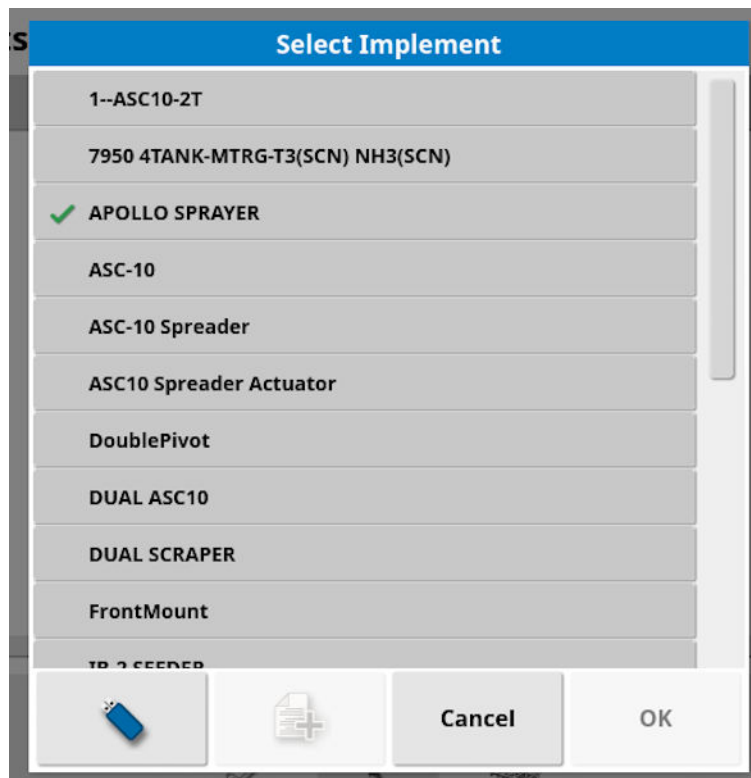 Select Implement
1--ASC10-2T
7950 4TANK-MTRG-T3(SCN) NH3(SCN)
APOLLO SPRAYER
ASC-10
ASC-10 Spreader
ASC10 Spreader Actuator
DoublePivot
DUAL ASC10
DUAL SCRAPER
FrontMount
SEEDER
Cancel
OK